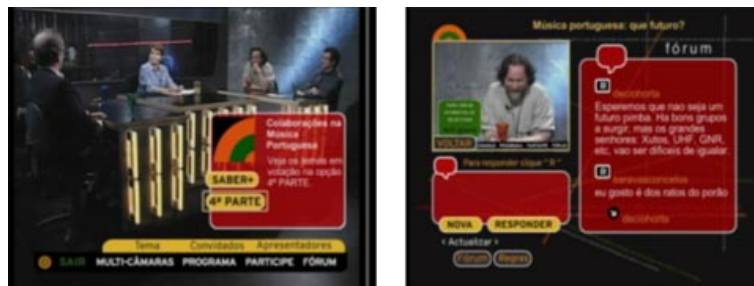 Colaborações na
Música
Portuguesa
Veja os temas em
votação na opção
4ª PARTE.
SABER+
4ª PARTE
Tema Convidados Apresentadores
SAIR MULTI-CÂMARAS PROGRAMA PARTICIPE FÓRUM
Música portuguesa: que futuro?
fórum
R
deciohorta
Esperemos que nao seja um
futuro pimba. Ha bons grupos
a surgir, mas os grandes
senhores: Xutos, UHF, GNR,
etc, vao ser dificeis de igualar.
R
saravasconcelos
eu gosto é dos ratos do porão
deciohorta
VOLTAR
Para responder clique "R"
NOVA RESPONDER
< Actualizar >
Fórum Regras